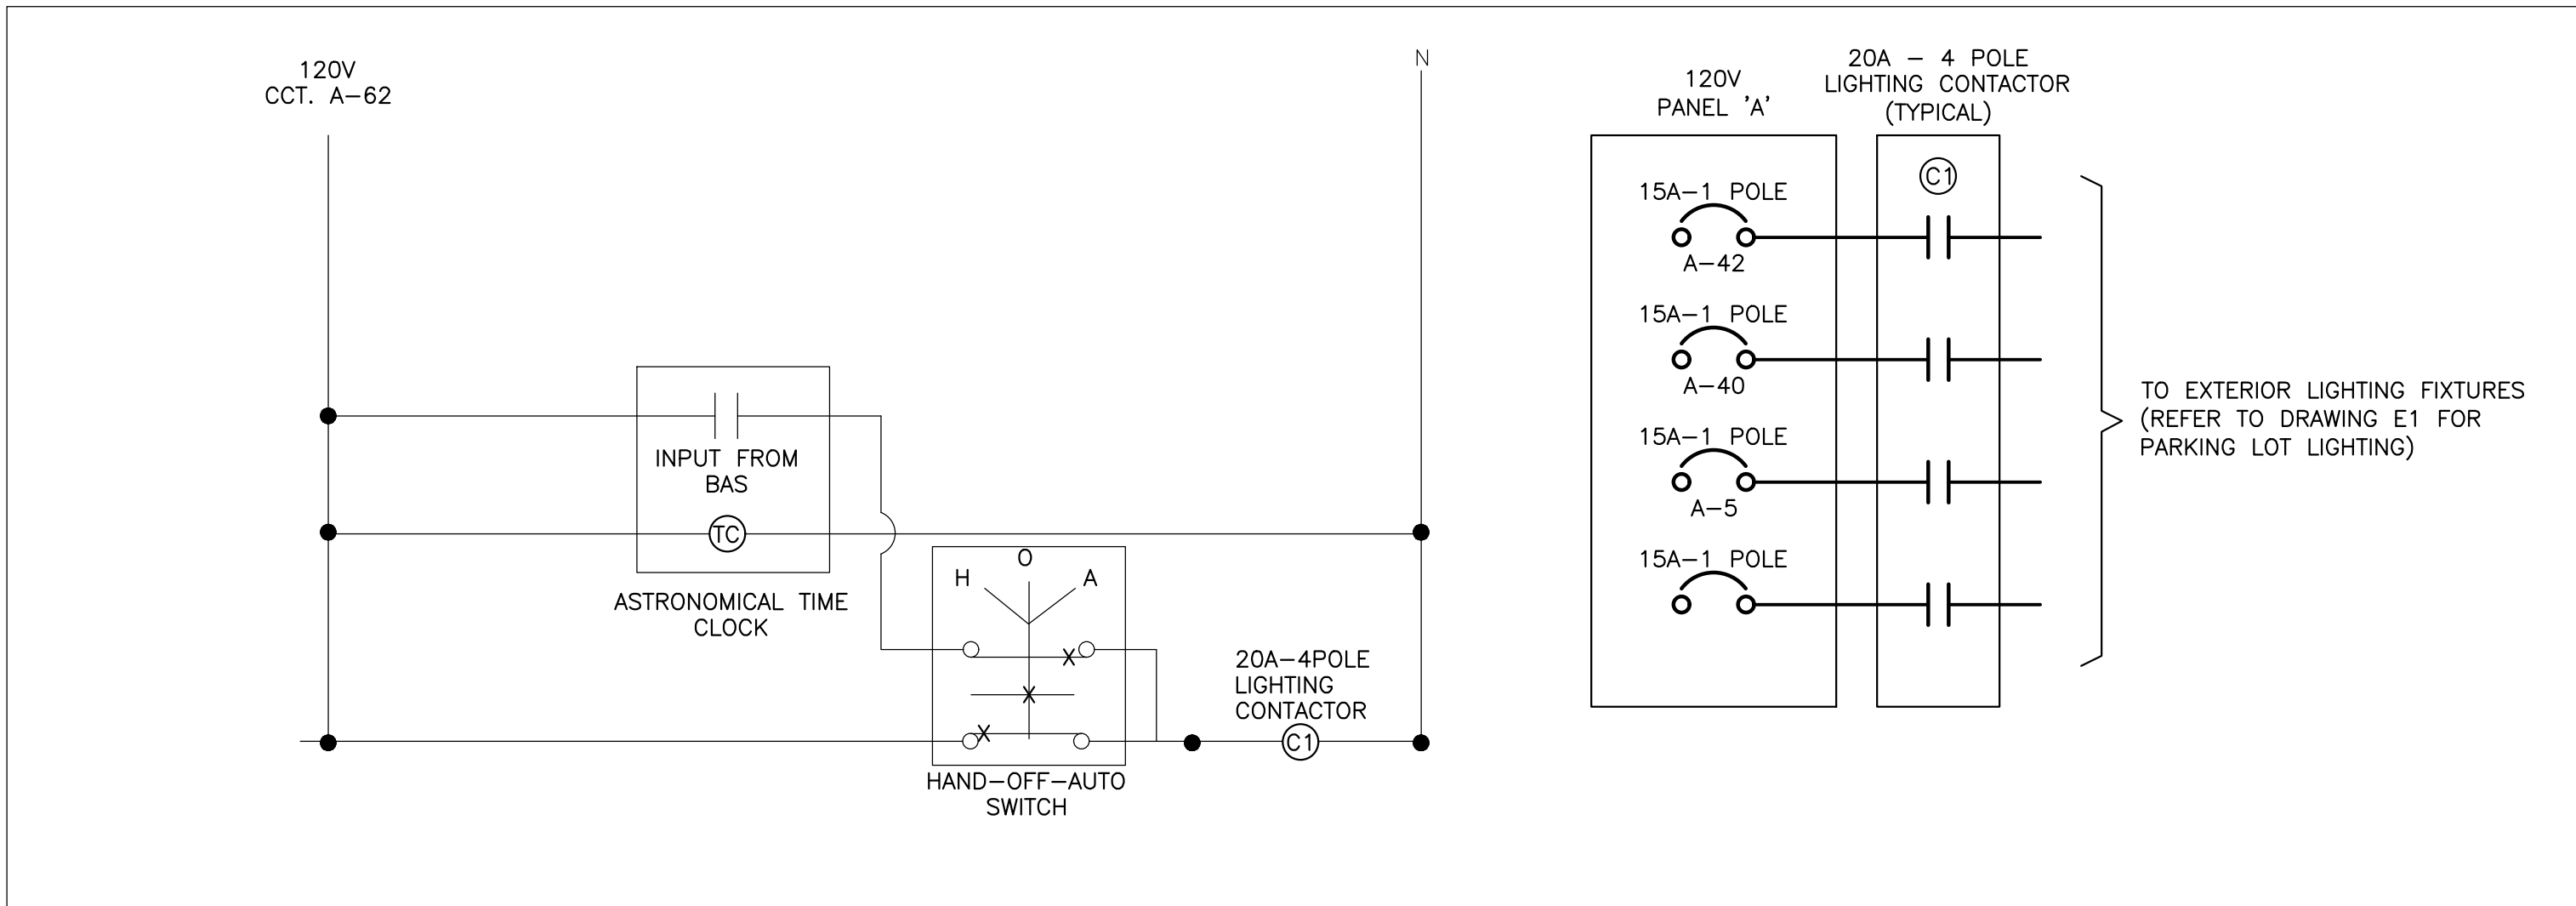 120V
CCT. A-62
N
INPUT FROM
BAS
TC
ASTRONOMICAL TIME
CLOCK
H
O
A
HAND-OFF-AUTO
SWITCH
20A-4POLE
LIGHTING
CONTACTOR
C1
120V
PANEL 'A'
20A - 4 POLE
LIGHTING CONTACTOR
(TYPICAL)
C1
15A-1 POLE
A-42
15A-1 POLE
A-40
15A-1 POLE
A-5
15A-1 POLE
TO EXTERIOR LIGHTING FIXTURES
(REFER TO DRAWING E1 FOR
PARKING LOT LIGHTING)